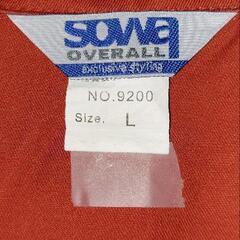 sowa
OVERALL
exclusive styling
NO.9200
Size. L